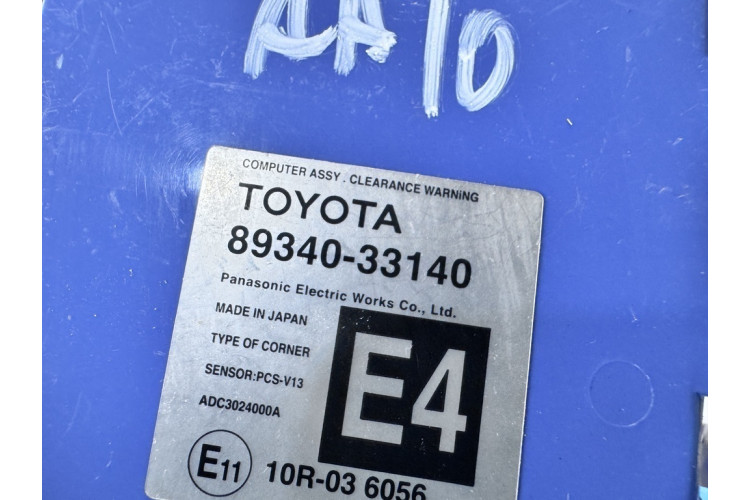 COMPUTER ASSY . CLEARANCE WARNING
TOYOTA
89340-33140
Panasonic Electric Works Co., Ltd.
MADE IN JAPAN
TYPE OF CORNER
SENSOR:PCS-V13
ADC3024000A
E4
E11
10R-03 6056